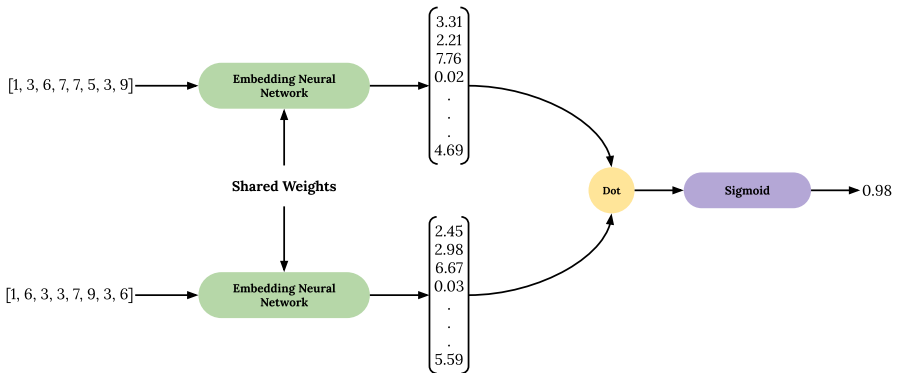 [1, 3, 6, 7, 7, 5, 3, 9]
Embedding Neural
Network
3.31
2.21
7.76
0.02
.
.
.
4.69
Shared Weights
Dot
Sigmoid
0.98
[1, 6, 3, 3, 7, 9, 3, 6]
Embedding Neural
Network
2.45
2.98
6.67
0.03
.
.
.
5.59